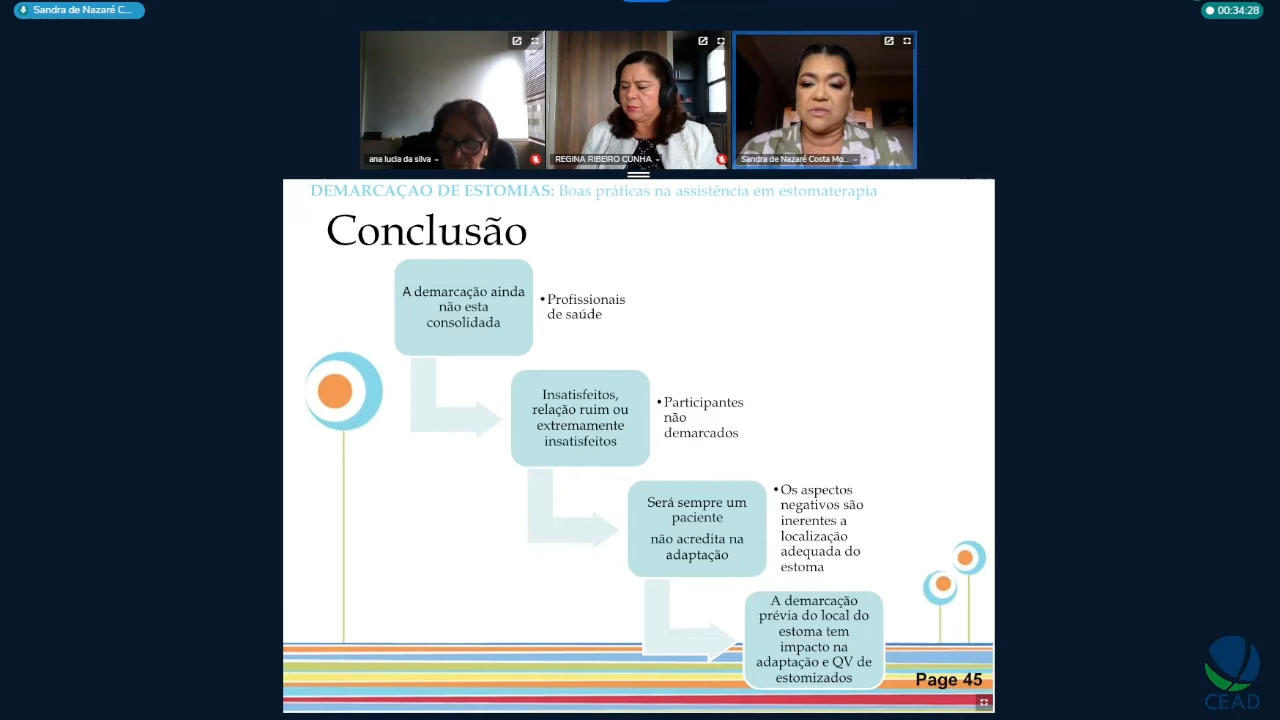 Sandra de Nazaré C...
00:34:28
ana lucia da silva
REGINA RIBEIRO CUNHA
Sandra de Nazaré Costa Mo...
DEMARCAÇAO DE ESTOMIAS: Boas práticas na assistência em estomaterapia
Conclusão
A demarcação ainda
não esta
consolidada
•Profissionais
de saúde
Insatisfeitos,
relação ruim ou
extremamente
insatisfeitos
•Participantes
não
demarcados
Será sempre um
paciente
não acredita na
adaptação
•Os aspectos
negativos são
inerentes a
localização
adequada do
estoma
A demarcação
prévia do local do
estoma tem
impacto na
adaptação e QV de
estomizados
Page 45
CEAD